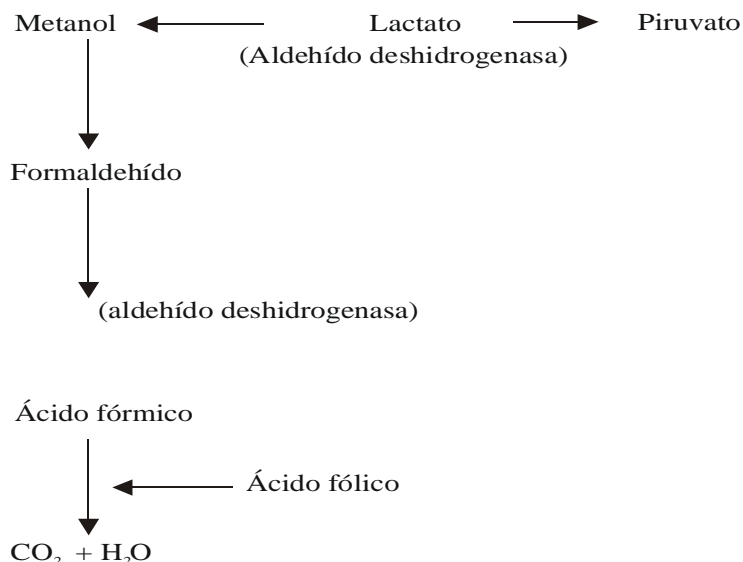 Metanol Lactato Piruvato
(Aldehído deshidrogenasa)
Formaldehído
(aldehído deshidrogenasa)
Ácido fórmico
Ácido fólico
CO₂ + H₂O